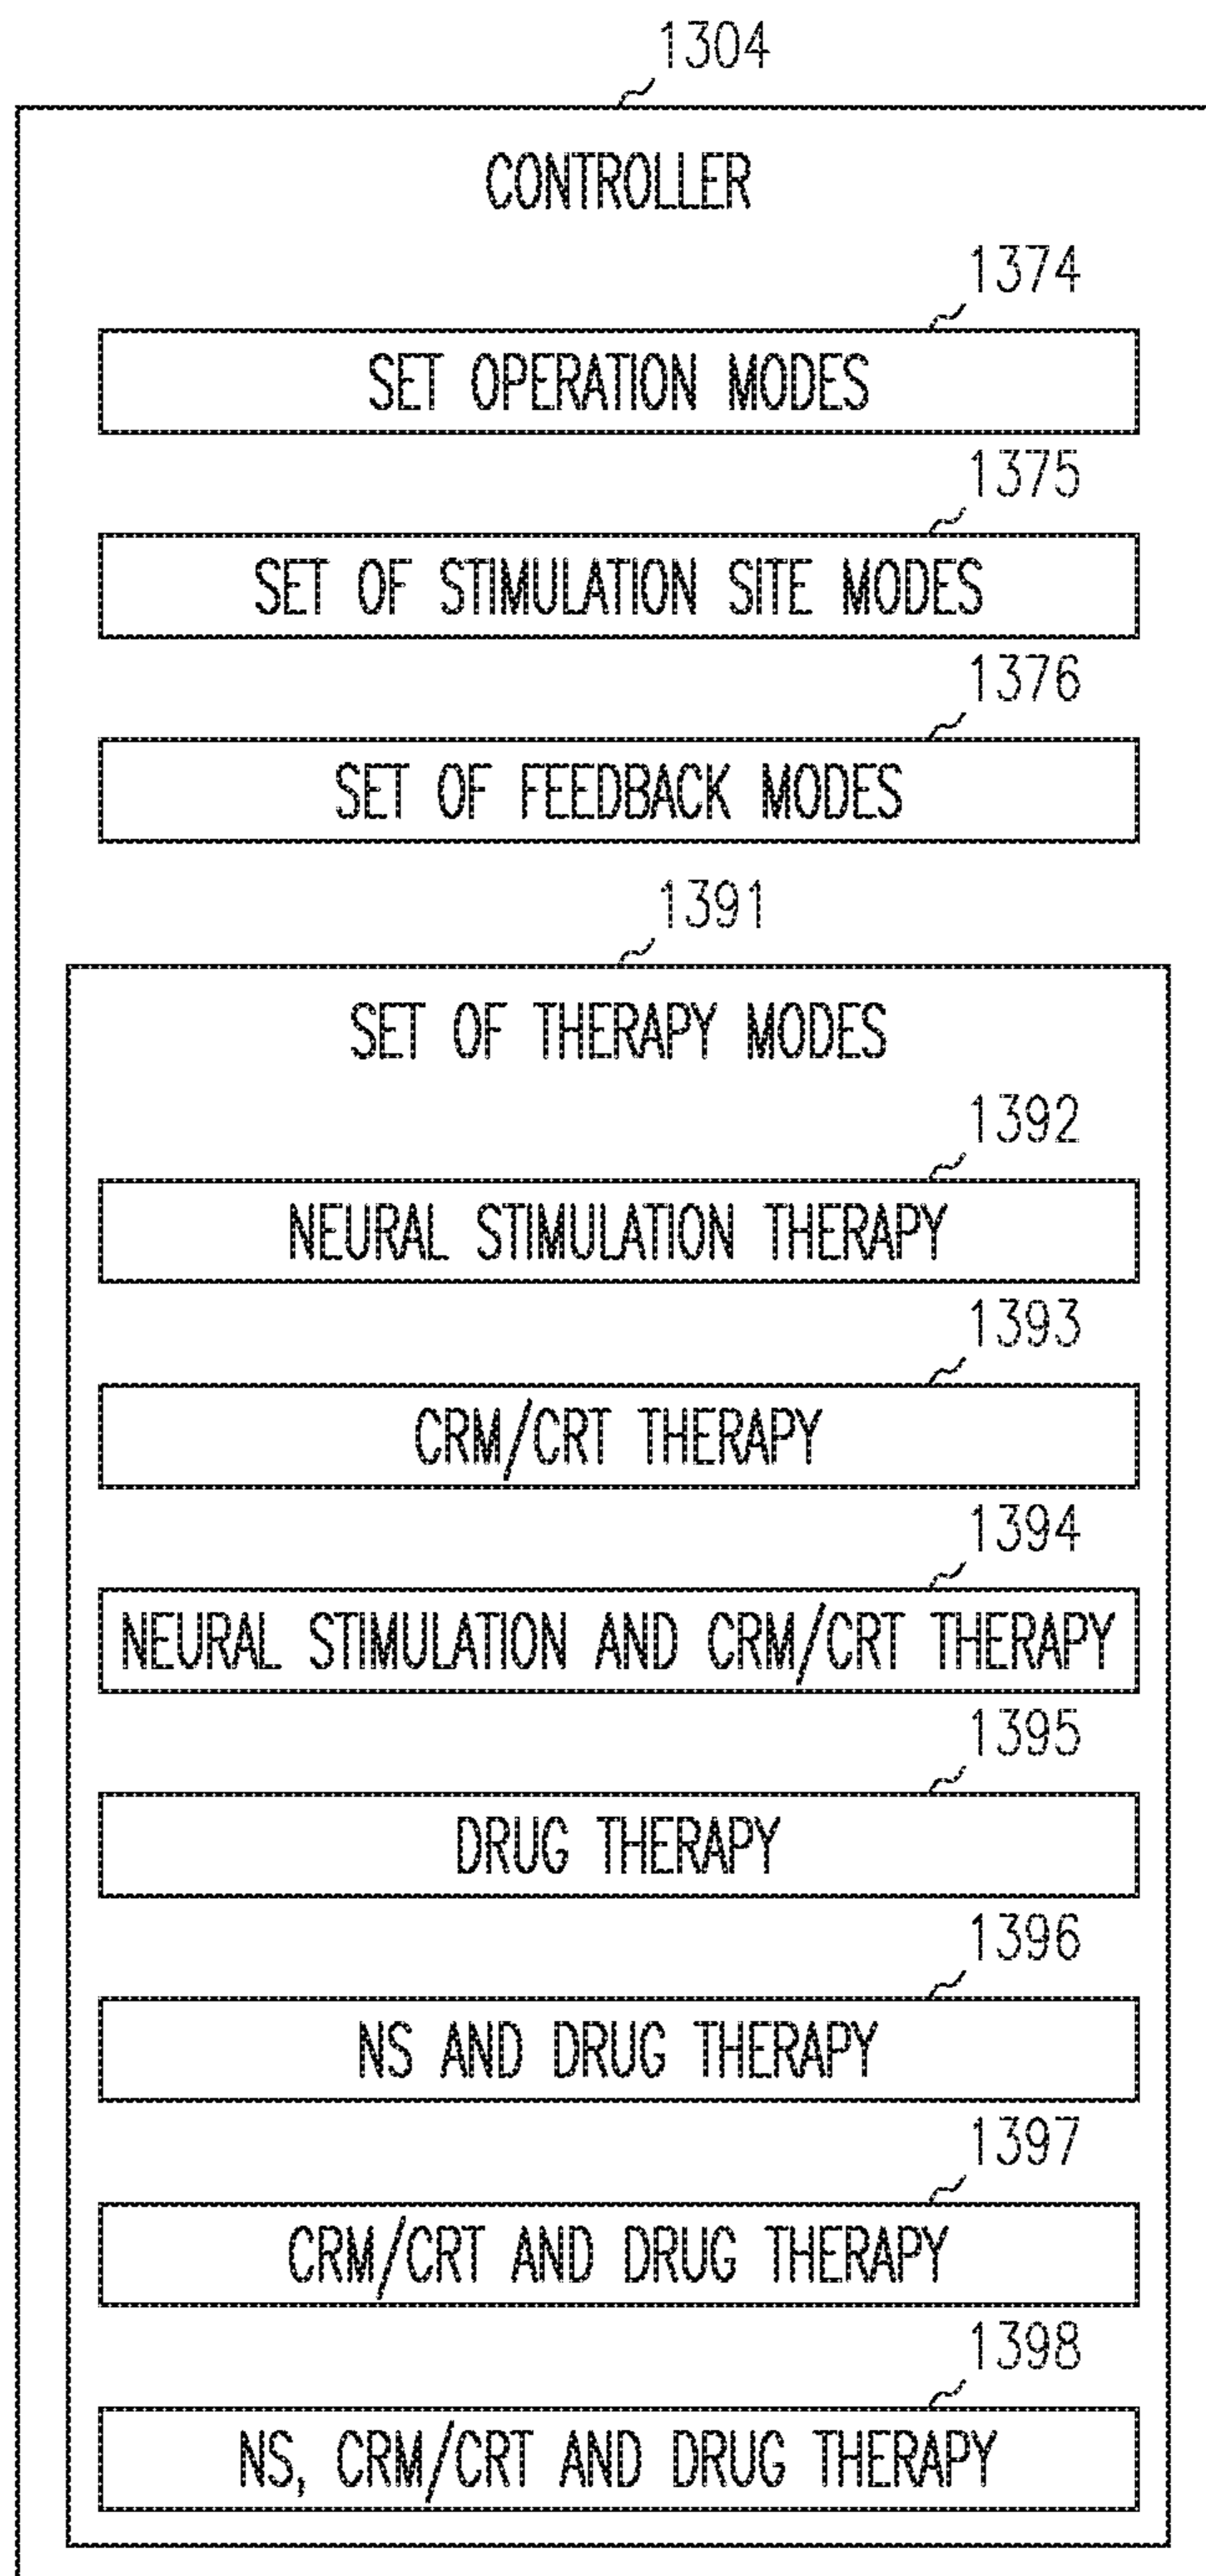 1304
CONTROLLER
1374
SET OPERATION MODES
1375
SET OF STIMULATION SITE MODES
1376
SET OF FEEDBACK MODES
1391
SET OF THERAPY MODES
1392
NEURAL STIMULATION THERAPY
1393
CRM/CRT THERAPY
1394
NEURAL STIMULATION AND CRM/CRT THERAPY
1395
DRUG THERAPY
1396
NS AND DRUG THERAPY
1397
CRM/CRT AND DRUG THERAPY
1398
NS, CRM/CRT AND DRUG THERAPY